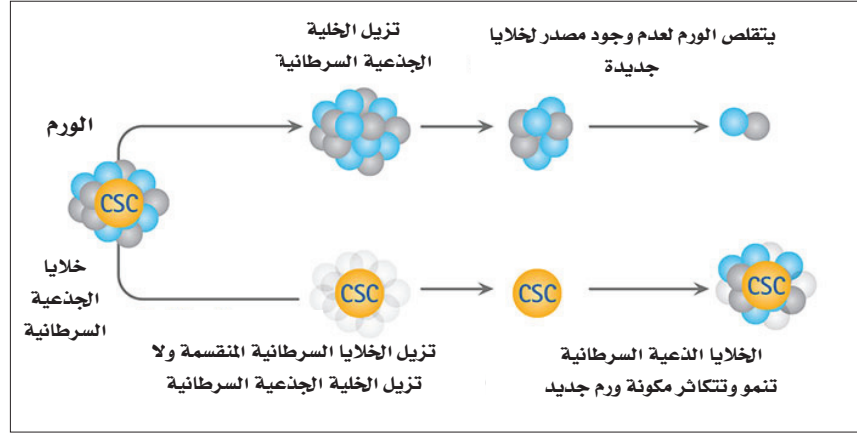 تزيل الخلية
الجذعية السرطانية
يتقلص الورم لعدم وجود مصدر لخلايا
جديدة
الورم
CSC
خلايا
الجذعية
السرطانية
CSC
CSC
CSC
تزيل الخلايا السرطانية المنقسمة ولا
تزيل الخلية الجذعية السرطانية
الخلايا الذعية السرطانية
تنمو وتتكاثر مكونة ورم جديد